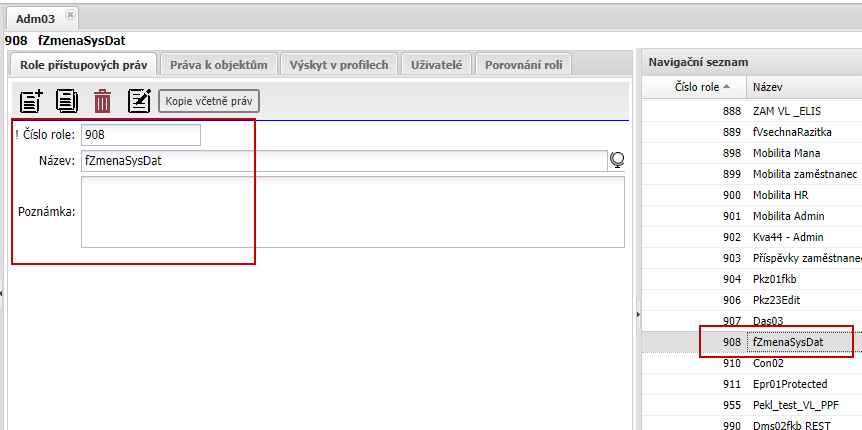 Adm03
908 fZmenaSysDat
Role přístupových práv
Práva k objektům
Výskyt v profilech
Uživatelé
Porovnání rolí
Kopie včetně práv
! Číslo role: 908
Název: fZmenaSysDat
Poznámka:
Navigační seznam
Číslo role Název
888 ZAM VL _ELIS
889 fVsechnaRazitka
898 Mobilita Mana
899 Mobilita zaměstnanec
900 Mobilita HR
901 Mobilita Admin
902 Kva44 - Admin
903 Příspěvky zaměstnanec
904 Pkz01fkb
906 Pkz23Edit
907 Das03
908 fZmenaSysDat
910 Con02
911 Epr01Protected
955 Pekl_test_VL_PPF
990 Dms02fkb REST